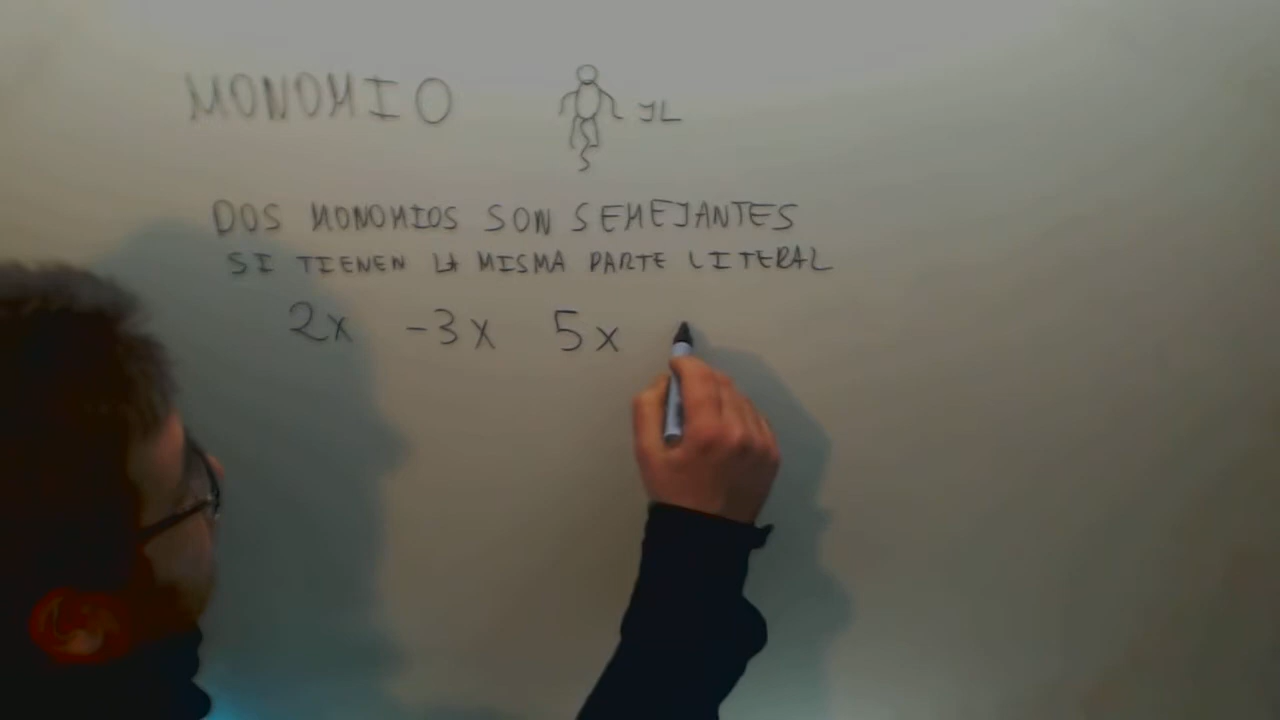 MONOMIO JL
DOS MONOMIOS SON SEMEJANTES
SI TIENEN LA MISMA PARTE LITERAL
2x -3x 5x